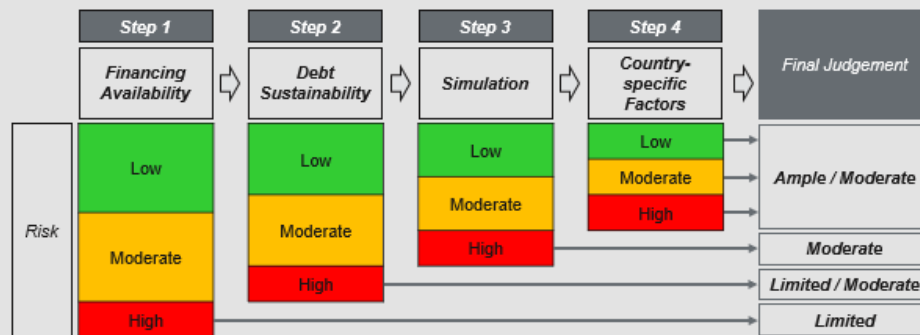 Step 1
Step 2
Step 3
Step 4
Final Judgement
Financing
Availability
Debt
Sustainability
Simulation
Country-
specific
Factors
Risk
Low
Moderate
High
Low
Moderate
High
Low
Moderate
High
Low
Moderate
High
Ample / Moderate
Moderate
Limited / Moderate
Limited